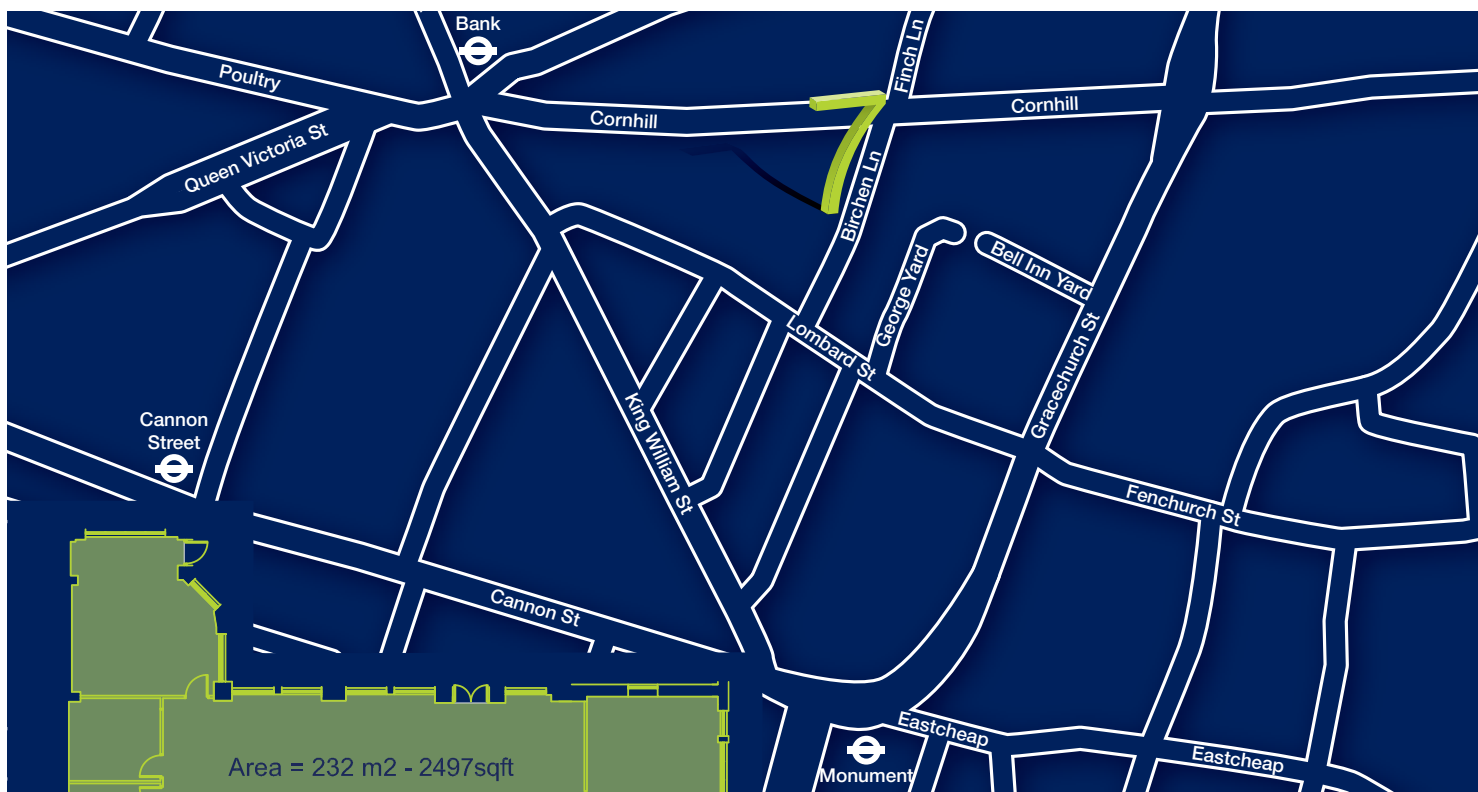 Bank
Finch Ln
Poultry
Cornhill
Cornhill
7
Queen Victoria St
Birchen Ln
George Yard
Bell Inn Yard
Lombard St
Gracechurch St
King William St
Cannon
Street
Fenchurch St
Cannon St
Eastcheap
Eastcheap
Monument
Area = 232 m2 - 2497sqft